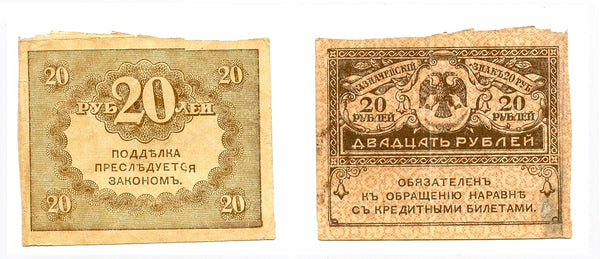 20 20
РУБ 20 ЛЕЙ
ПОДДѢЛКА
ПРЕСЛѢДУЕТСЯ
ЗАКОНОМЪ.
20 20
КАЗНАЧЕЙСКІЙ ЗНАКЪ 20 РУБ.
20 20
РУБЛЕЙ РУБЛЕЙ
ДВАДЦАТЬ РУБЛЕЙ
ОБЯЗАТЕЛЕНЪ
КЪ ОБРАЩЕНІЮ НАРАВНѢ
СЪ КРЕДИТНЫМИ БИЛЕТАМИ.